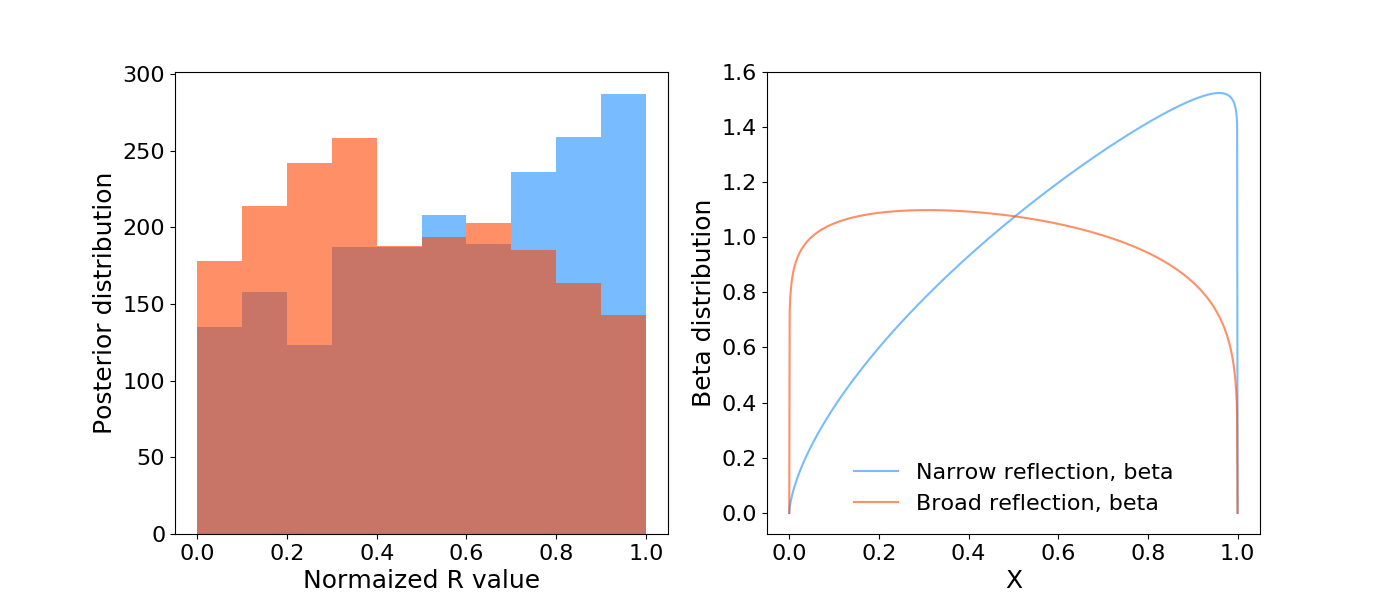 Posterior distribution
300
250
200
150
100
50
0
0.0 0.2 0.4 0.6 0.8 1.0
Normaized R value
Beta distribution
1.6
1.4
1.2
1.0
0.8
0.6
0.4
0.2
0.0
Narrow reflection, beta
Broad reflection, beta
0.0 0.2 0.4 0.6 0.8 1.0
X